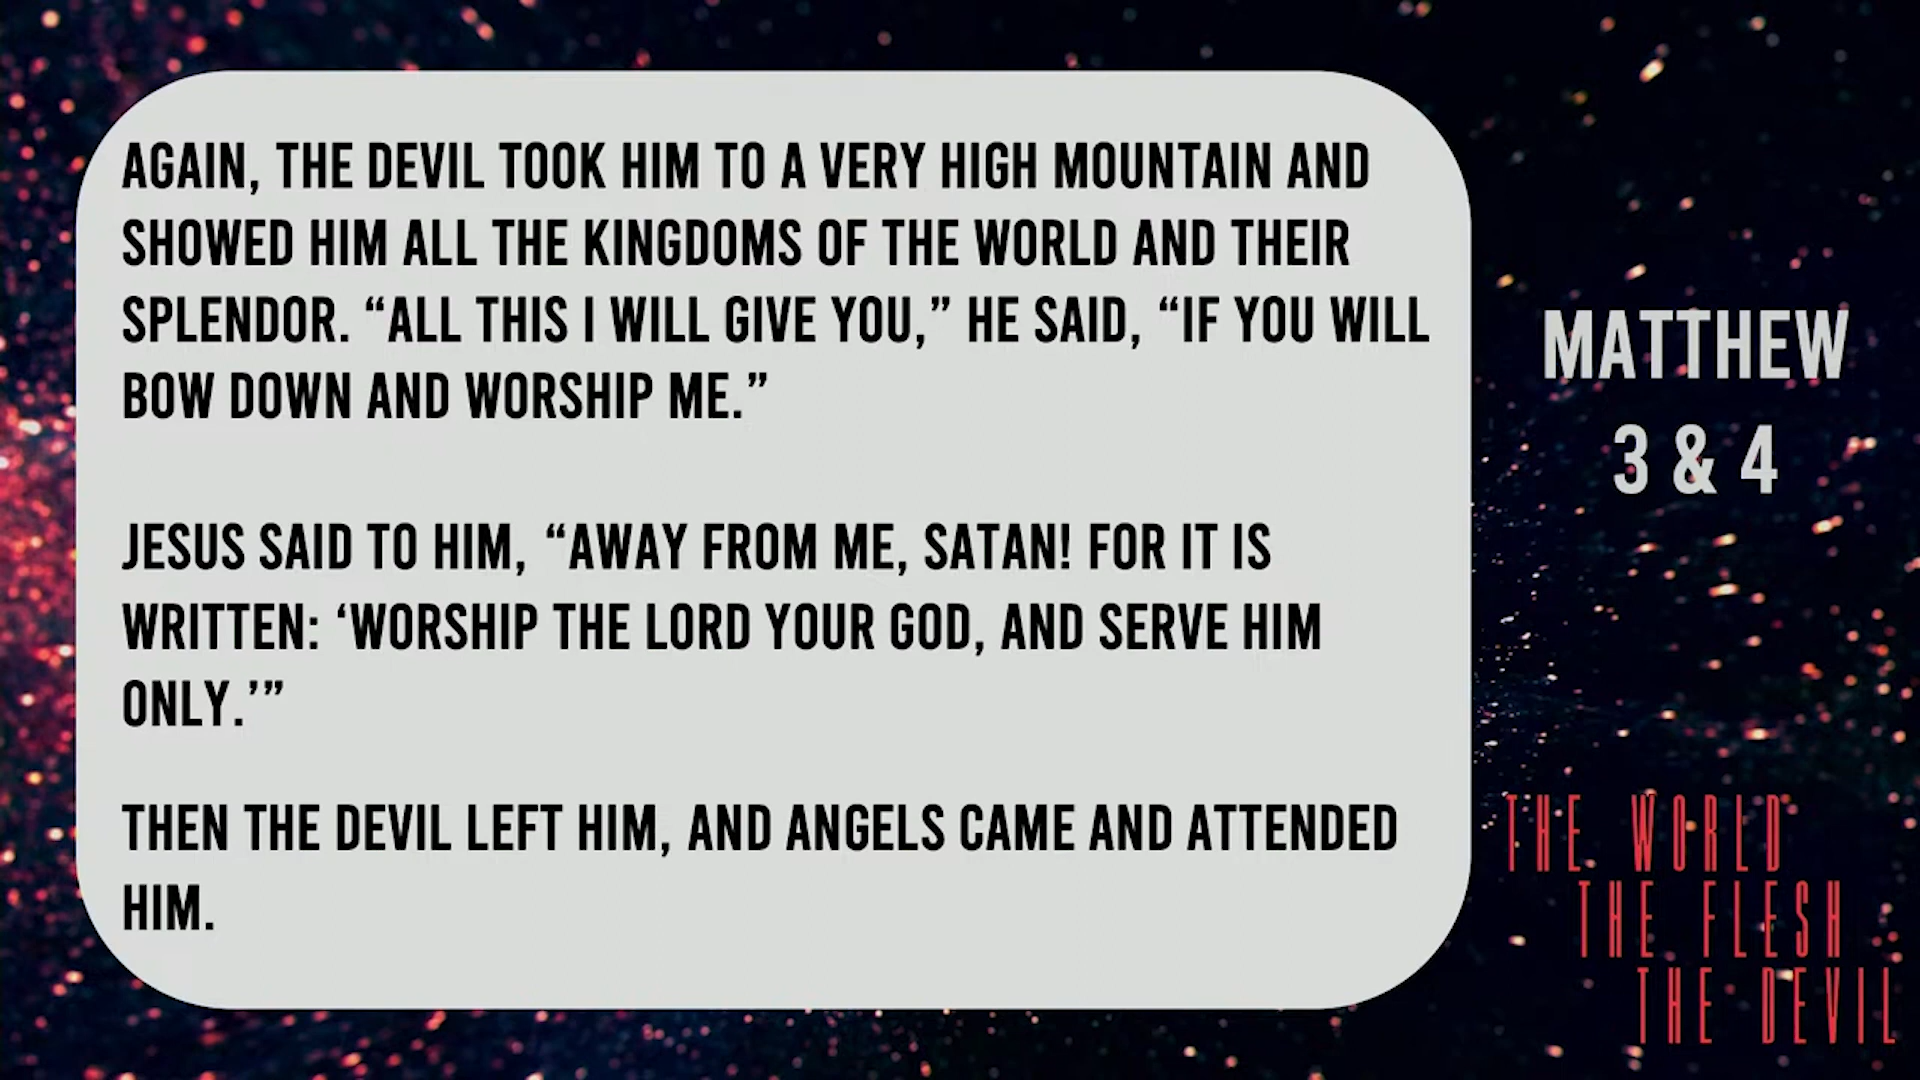 AGAIN, THE DEVIL TOOK HIM TO A VERY HIGH MOUNTAIN AND
SHOWED HIM ALL THE KINGDOMS OF THE WORLD AND THEIR
SPLENDOR. “ALL THIS I WILL GIVE YOU,” HE SAID, “IF YOU WILL
BOW DOWN AND WORSHIP ME.”
JESUS SAID TO HIM, “AWAY FROM ME, SATAN! FOR IT IS
WRITTEN: ‘WORSHIP THE LORD YOUR GOD, AND SERVE HIM
ONLY.’”
THEN THE DEVIL LEFT HIM, AND ANGELS CAME AND ATTENDED
HIM.
MATTHEW
3 & 4
THE WORLD
THE FLESH
THE DEVIL